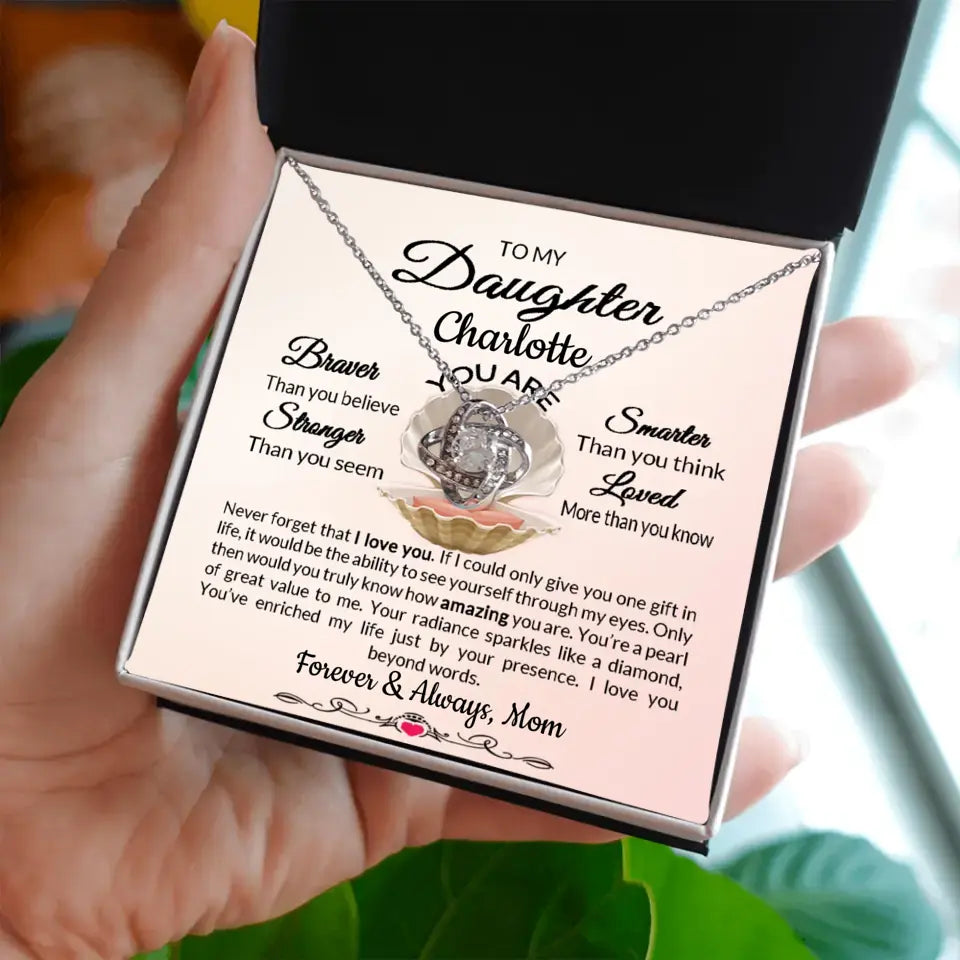 TO MY
Daughter
Charlotte
YOU ARE
Braver
Than you believe
Stronger
Than you seem
Smarter
Than you think
Loved
More than you know
Never forget that I love you. If I could only give you one gift in
life, it would be the ability to see yourself through my eyes. Only
then would you truly know how amazing you are. You're a pearl
of great value to me. Your radiance sparkles like a diamond,
You've enriched my life just by your presence. I love you
beyond words.
Forever & Always, Mom